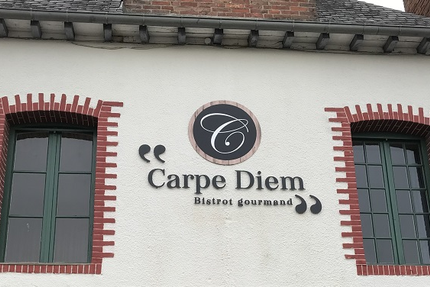 C
“ Carpe Diem
Bistrot gourmand ”